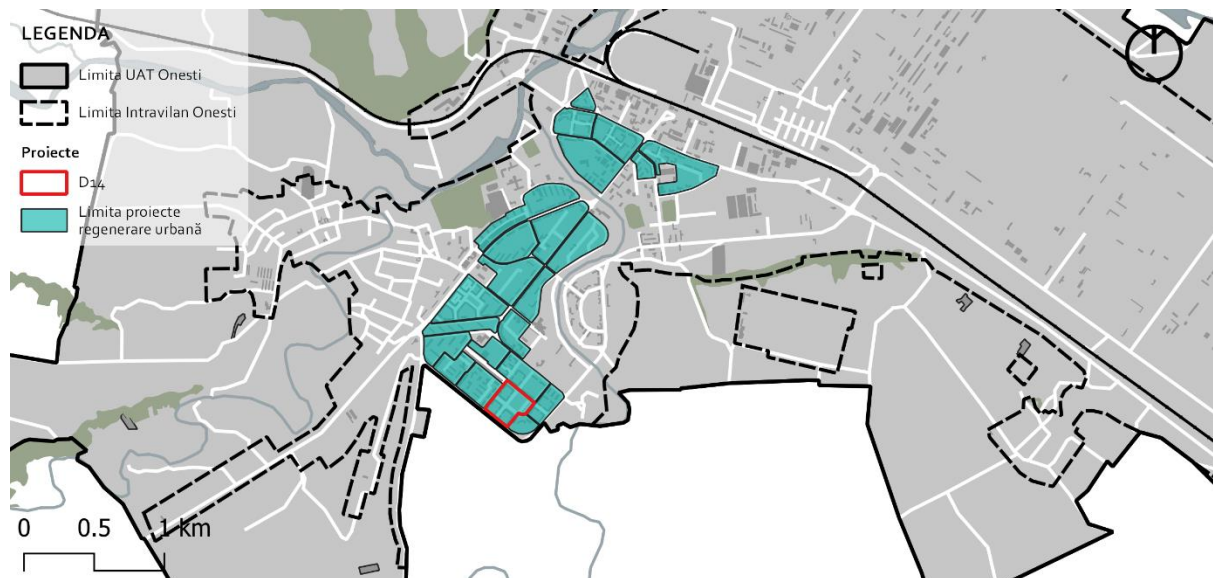 LEGENDA
Limita UAT Onesti
Limita Intravilan Onesti
Proiecte
D14
Limita proiecte
regenerare urbană
0 0.5 1 km